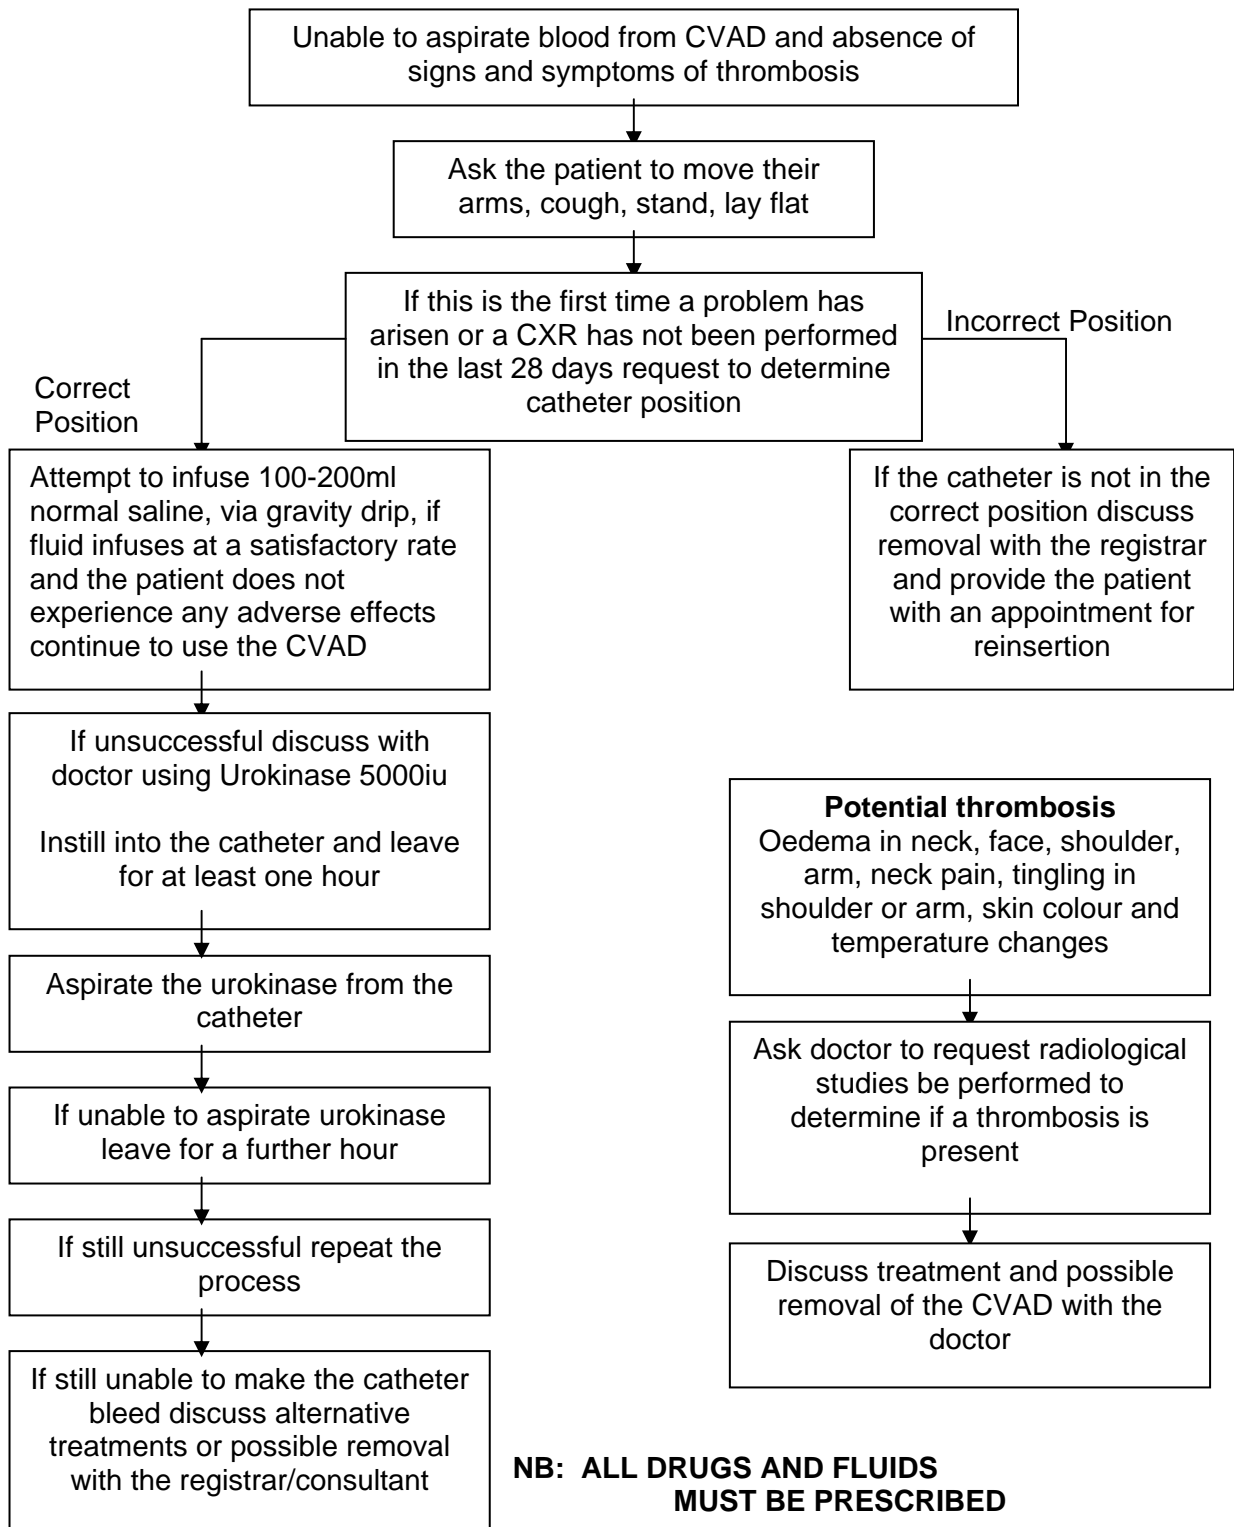 Unable to aspirate blood from CVAD and absence of
signs and symptoms of thrombosis
Ask the patient to move their
arms, cough, stand, lay flat
If this is the first time a problem has
arisen or a CXR has not been performed
in the last 28 days request to determine
catheter position
Incorrect Position
Correct
Position
Attempt to infuse 100-200ml
normal saline, via gravity drip, if
fluid infuses at a satisfactory rate
and the patient does not
experience any adverse effects
continue to use the CVAD
If the catheter is not in the
correct position discuss
removal with the registrar
and provide the patient
with an appointment for
reinsertion
If unsuccessful discuss with
doctor using Urokinase 5000iu
Instill into the catheter and leave
for at least one hour
Aspirate the urokinase from the
catheter
If unable to aspirate urokinase
leave for a further hour
If still unsuccessful repeat the
process
If still unable to make the catheter
bleed discuss alternative
treatments or possible removal
with the registrar/consultant
Potential thrombosis
Oedema in neck, face, shoulder,
arm, neck pain, tingling in
shoulder or arm, skin colour and
temperature changes
Ask doctor to request radiological
studies be performed to
determine if a thrombosis is
present
Discuss treatment and possible
removal of the CVAD with the
doctor
NB: ALL DRUGS AND FLUIDS
MUST BE PRESCRIBED